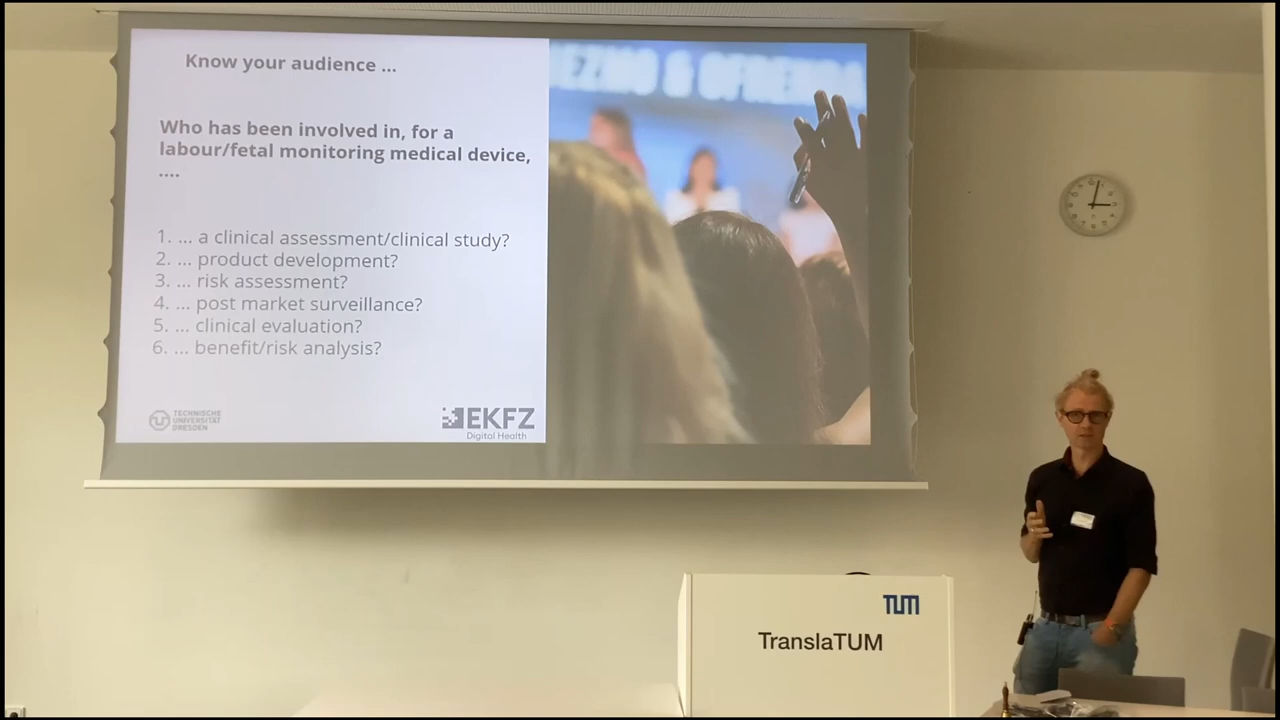 Know your audience ...
Who has been involved in, for a
labour/fetal monitoring medical device,
....
1. ... a clinical assessment/clinical study?
2. ... product development?
3. ... risk assessment?
4. ... post market surveillance?
5. ... clinical evaluation?
6. ... benefit/risk analysis?
TECHNISCHE
UNIVERSITÄT
DRESDEN
EKFZ
Digital Health
TUM
TranslaTUM